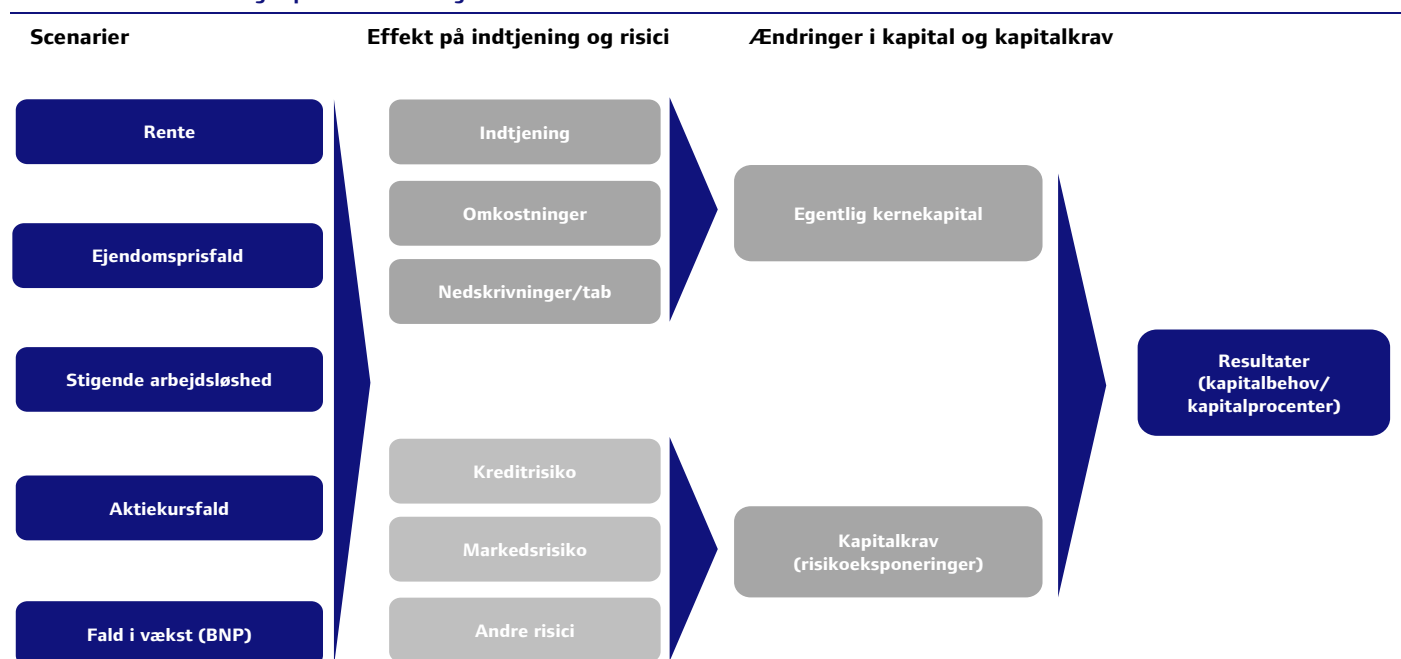 Scenarier
Effekt på indtjening og risici
Ændringer i kapital og kapitalkrav
Rente
Ejendomsprisfald
Stigende arbejdsløshed
Aktiekursfald
Fald i vækst (BNP)
Indtjening
Omkostninger
Nedskrivninger/tab
Kreditrisiko
Markedsrisiko
Andre risici
Egentlig kernekapital
Kapitalkrav
(risikoeksponeringer)
Resultater
(kapitalbehov/
kapitalprocenter)